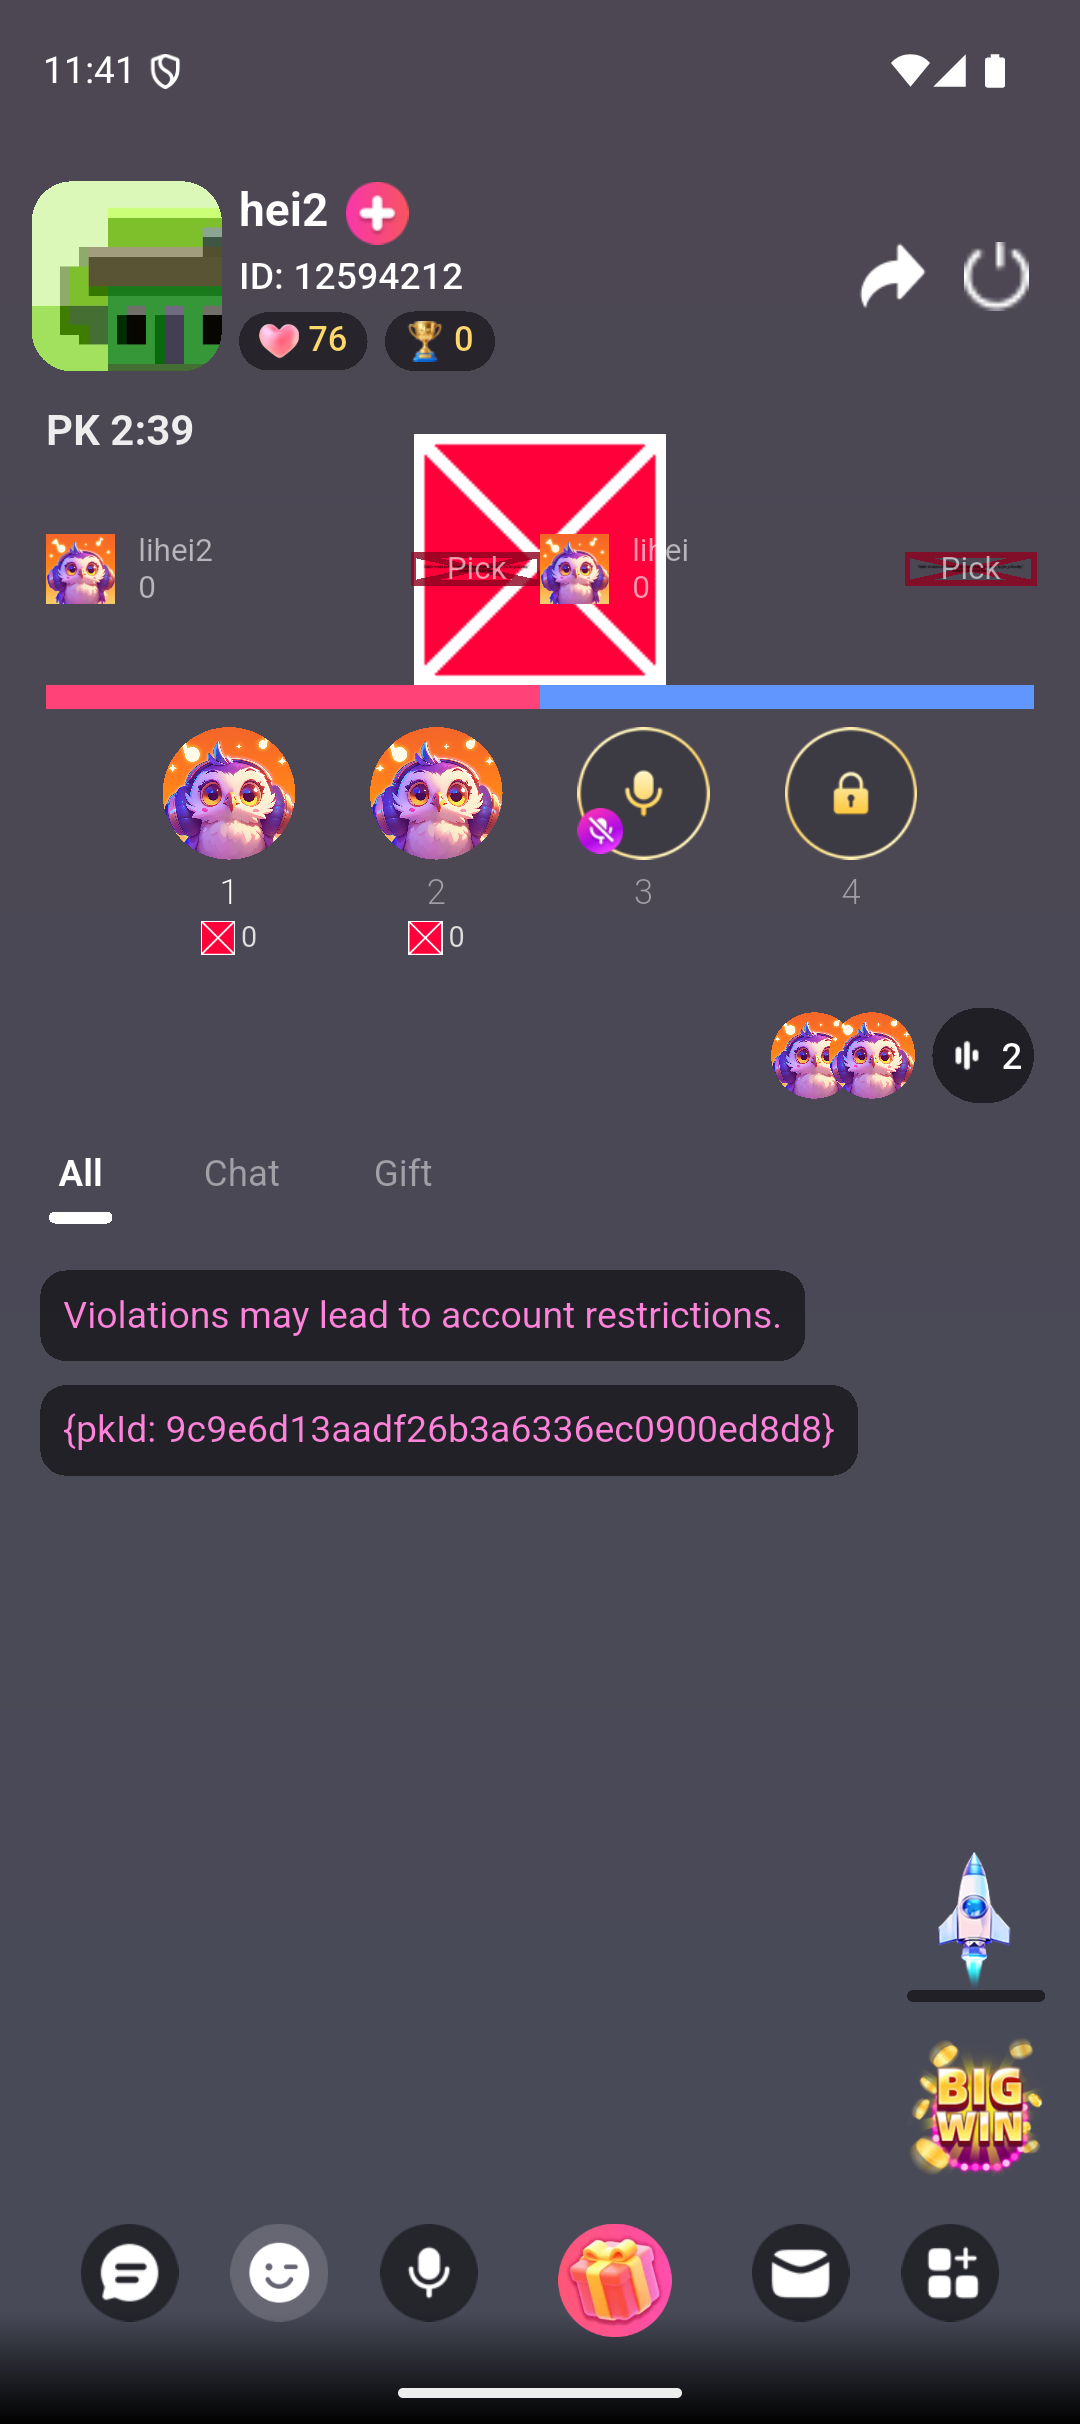 11:41
hei2
ID: 12594212
76
0
PK 2:39
lihei2
0
Pick
lihei
0
Pick
1
2
3
4
0
0
2
All
Chat
Gift
Violations may lead to account restrictions.
{pkId: 9c9e6d13aadf26b3a6336ec0900ed8d8}
BIG
WIN